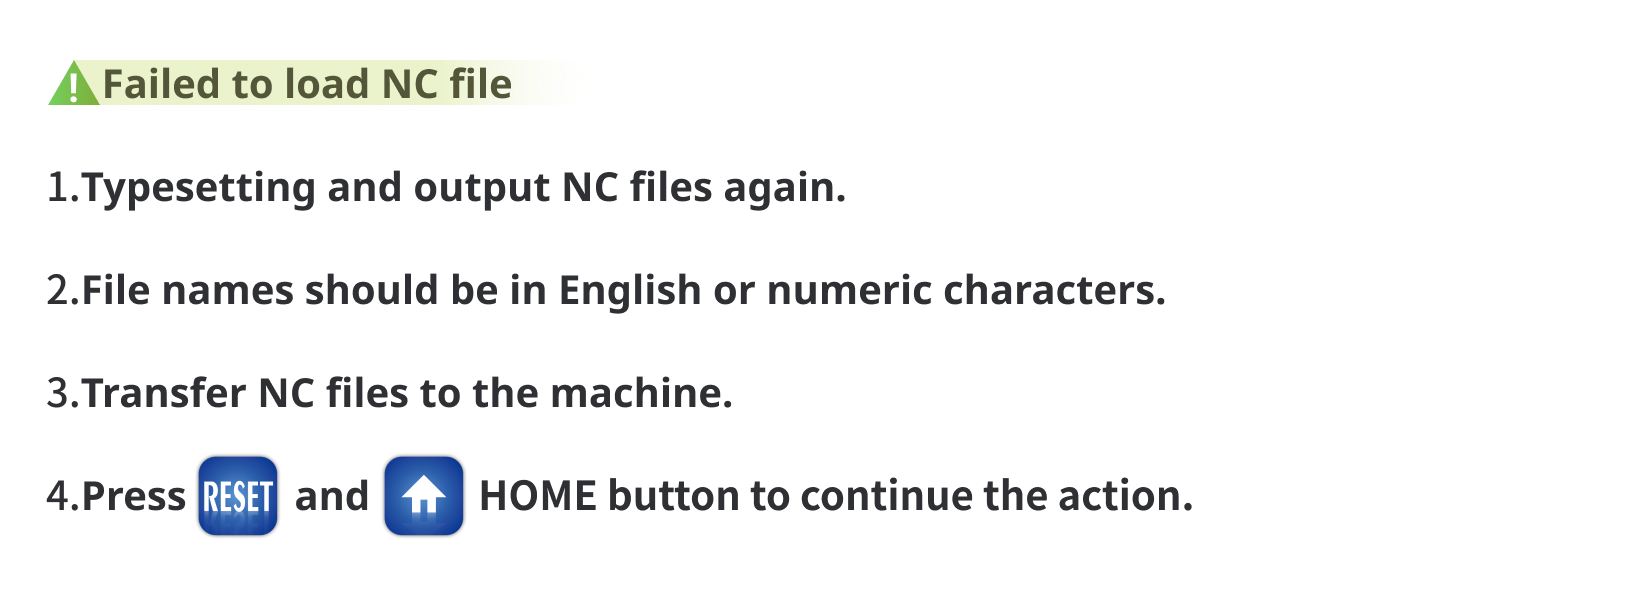 Failed to load NC file
1.Typesetting and output NC files again.
2.File names should be in English or numeric characters.
3.Transfer NC files to the machine.
4.Press RESET and HOME button to continue the action.